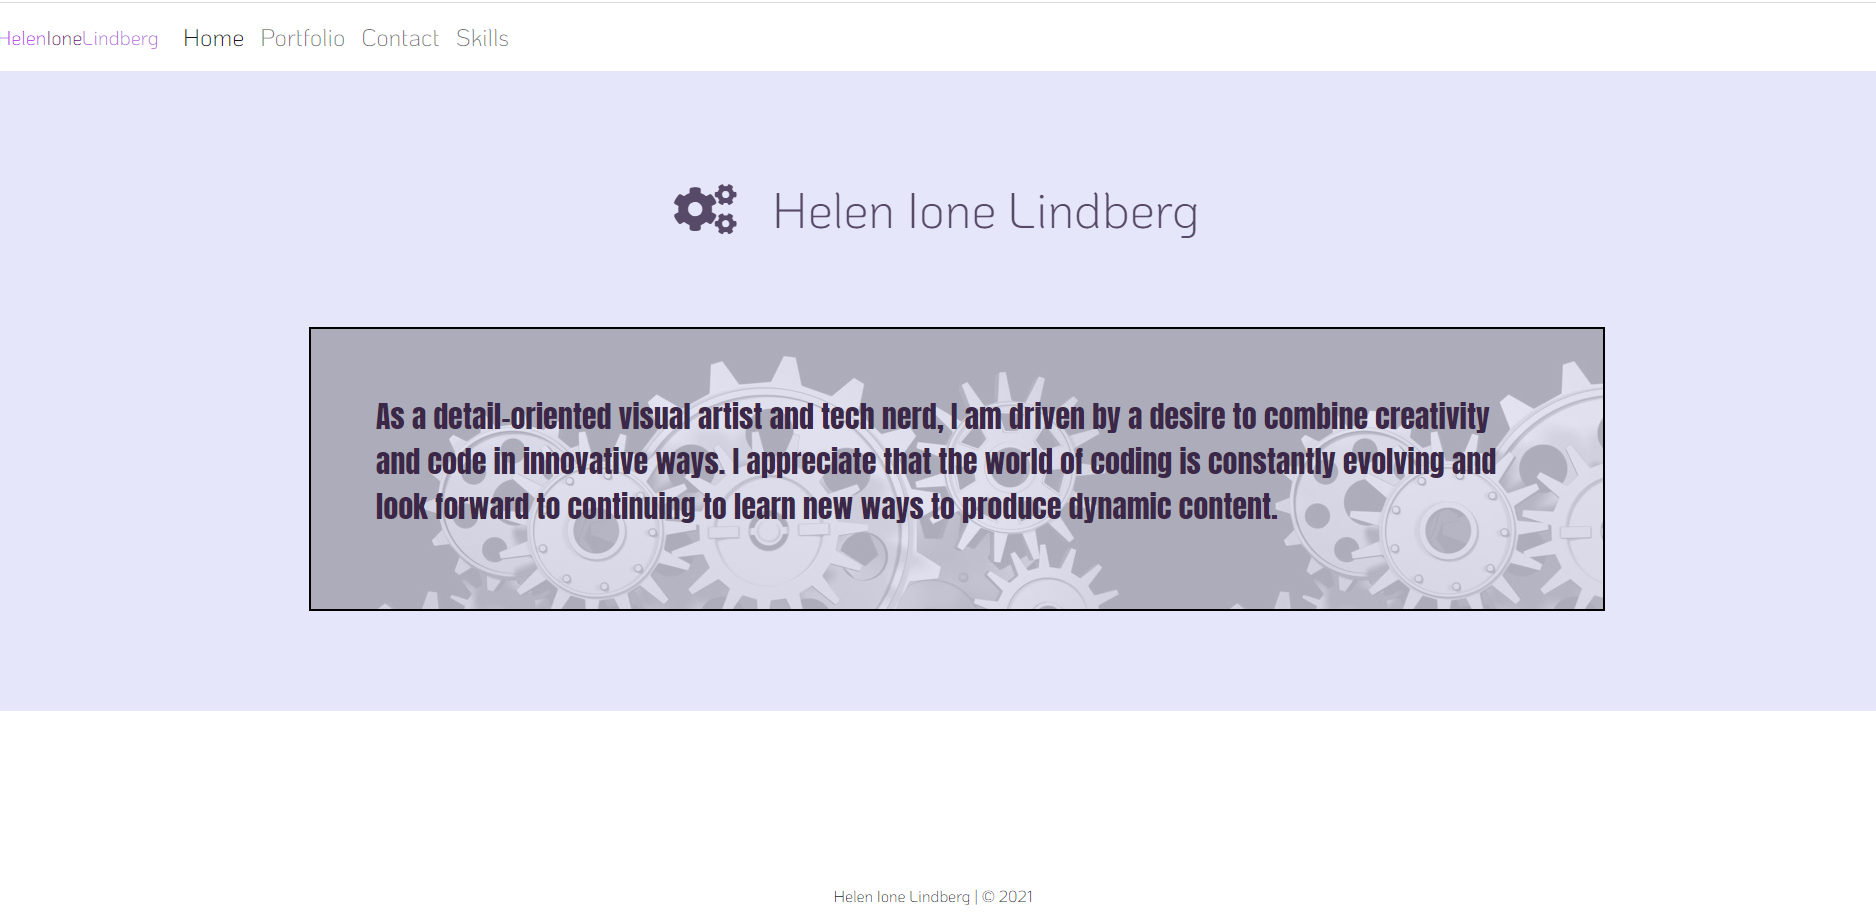 HelenIoneLindberg Home Portfolio Contact Skills
Helen Ione Lindberg
As a detail-oriented visual artist and tech nerd, I am driven by a desire to combine creativity
and code in innovative ways. I appreciate that the world of coding is constantly evolving and
look forward to continuing to learn new ways to produce dynamic content.
Helen Ione Lindberg | © 2021